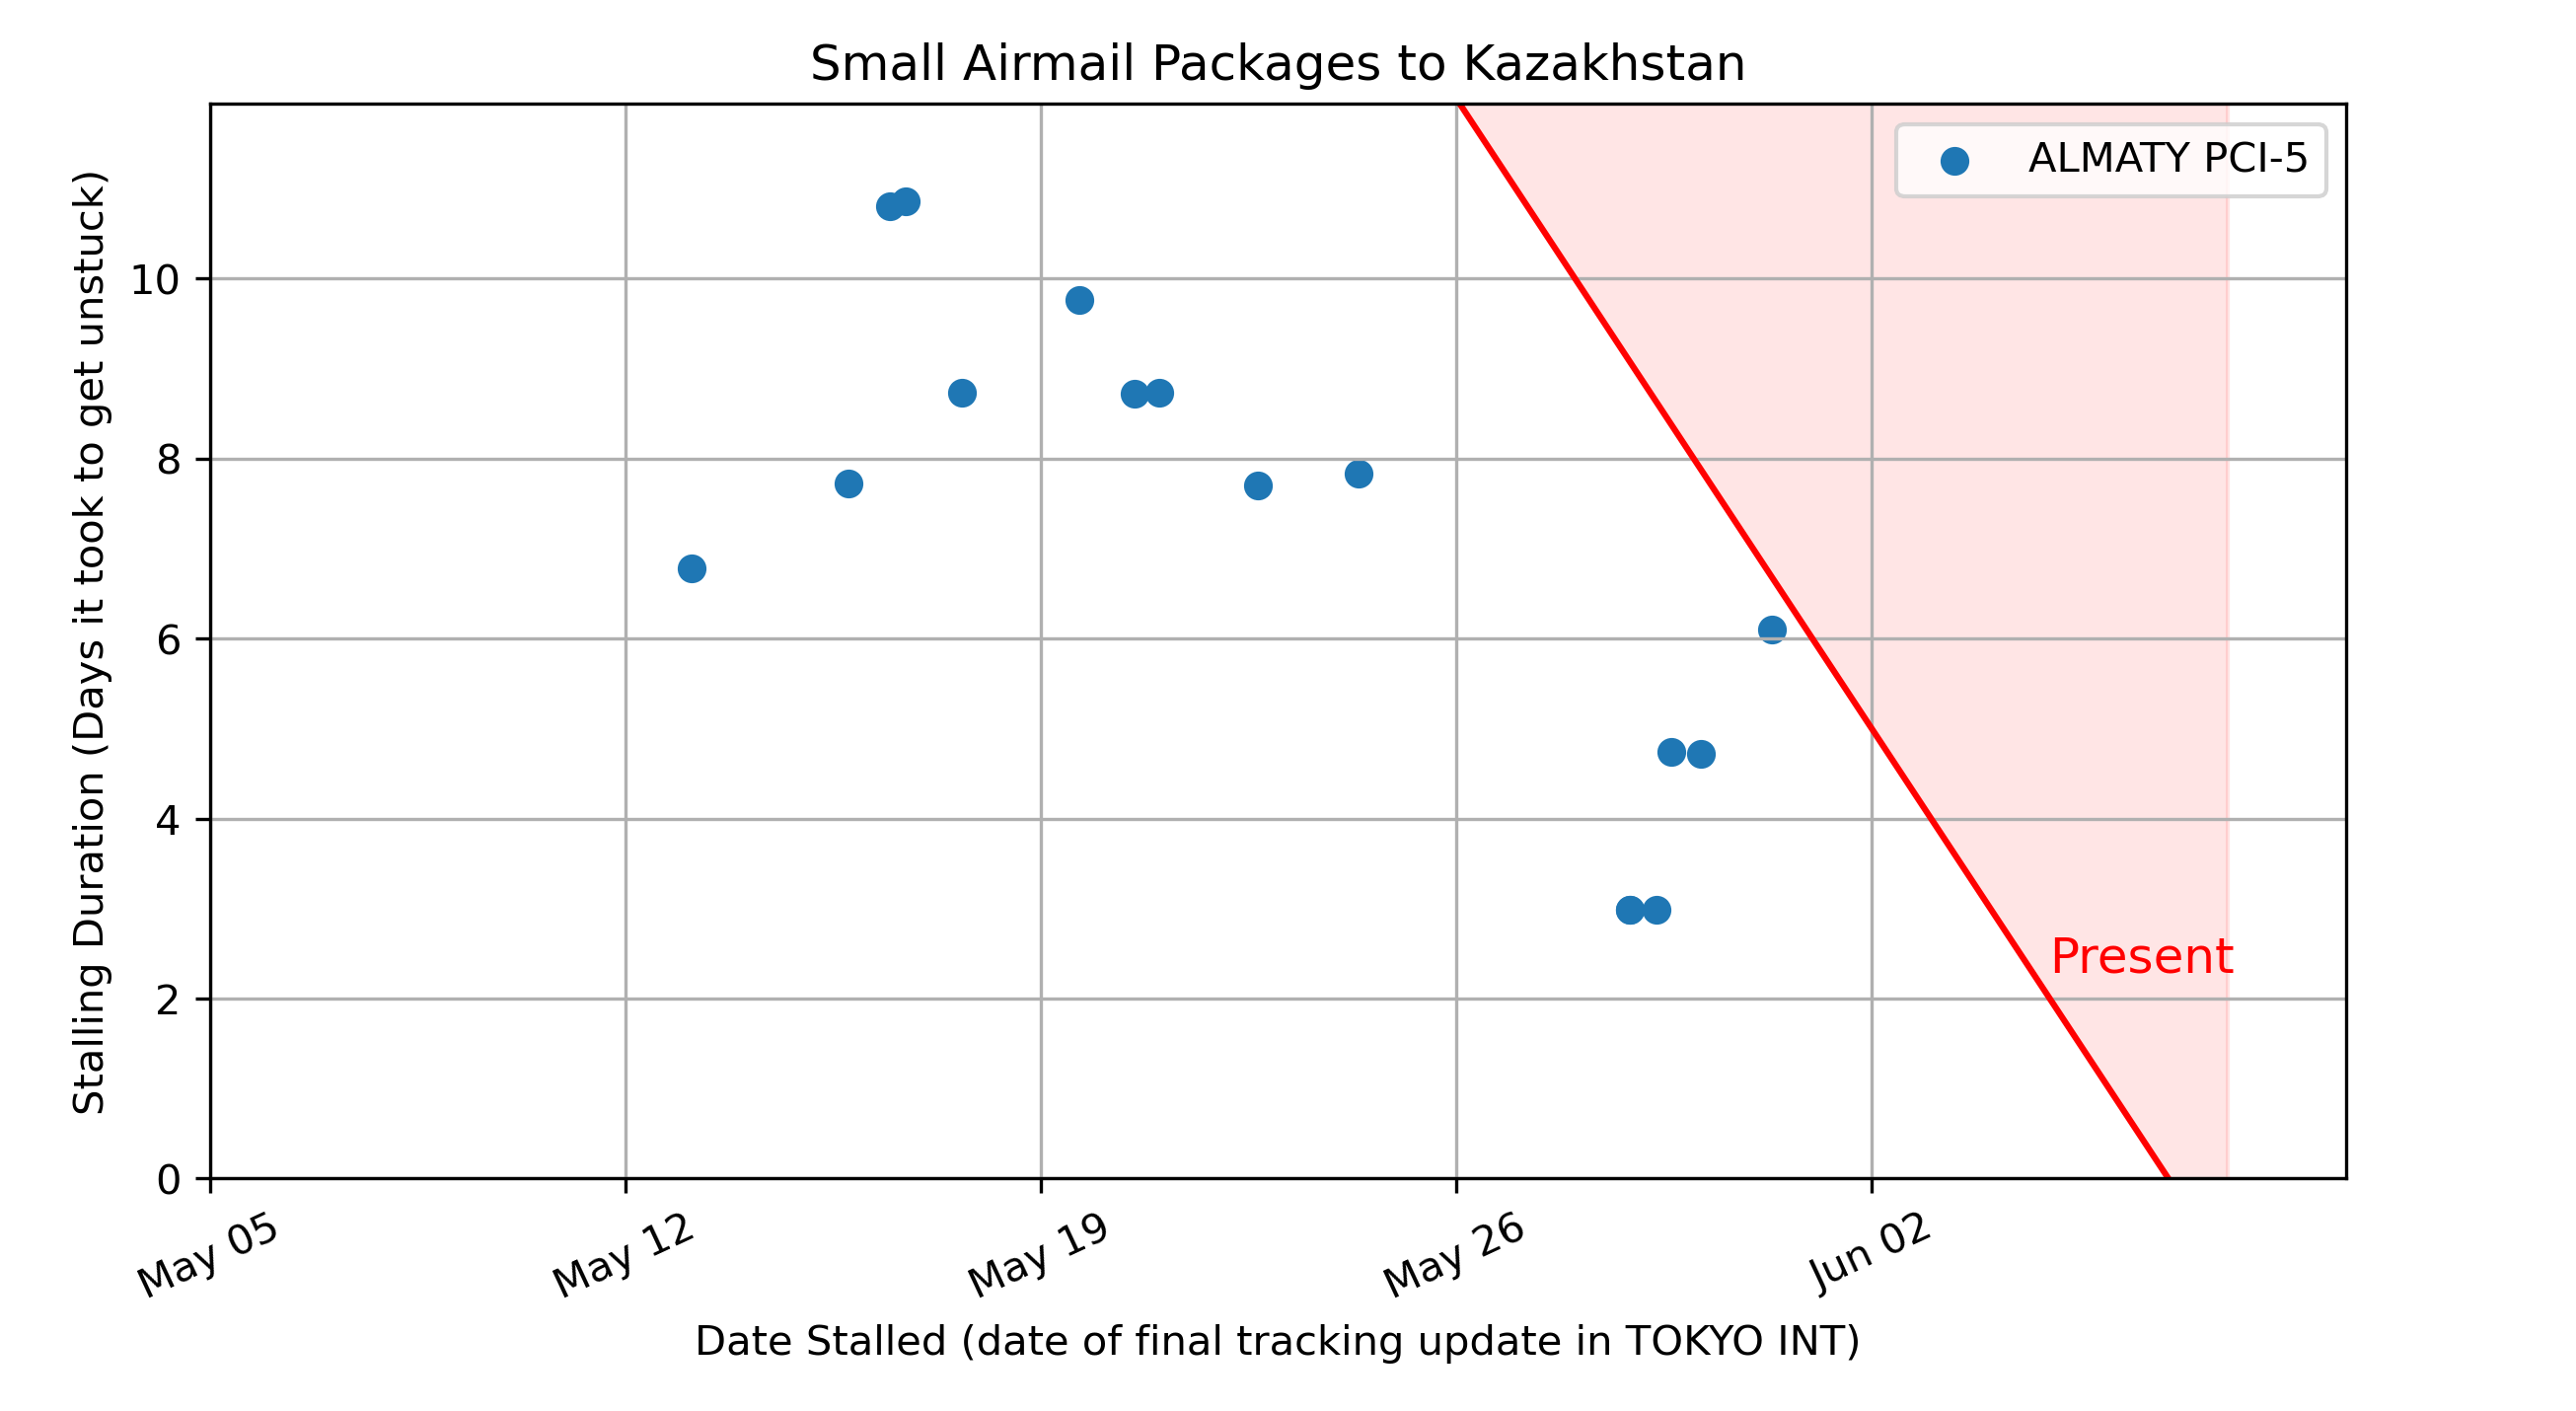 Small Airmail Packages to Kazakhstan
ALMATY PCI-5
Stalling Duration (Days it took to get unstuck)
10
8
6
4
2
0
Present
May 05
May 12
May 19
May 26
Jun 02
Date Stalled (date of final tracking update in TOKYO INT)